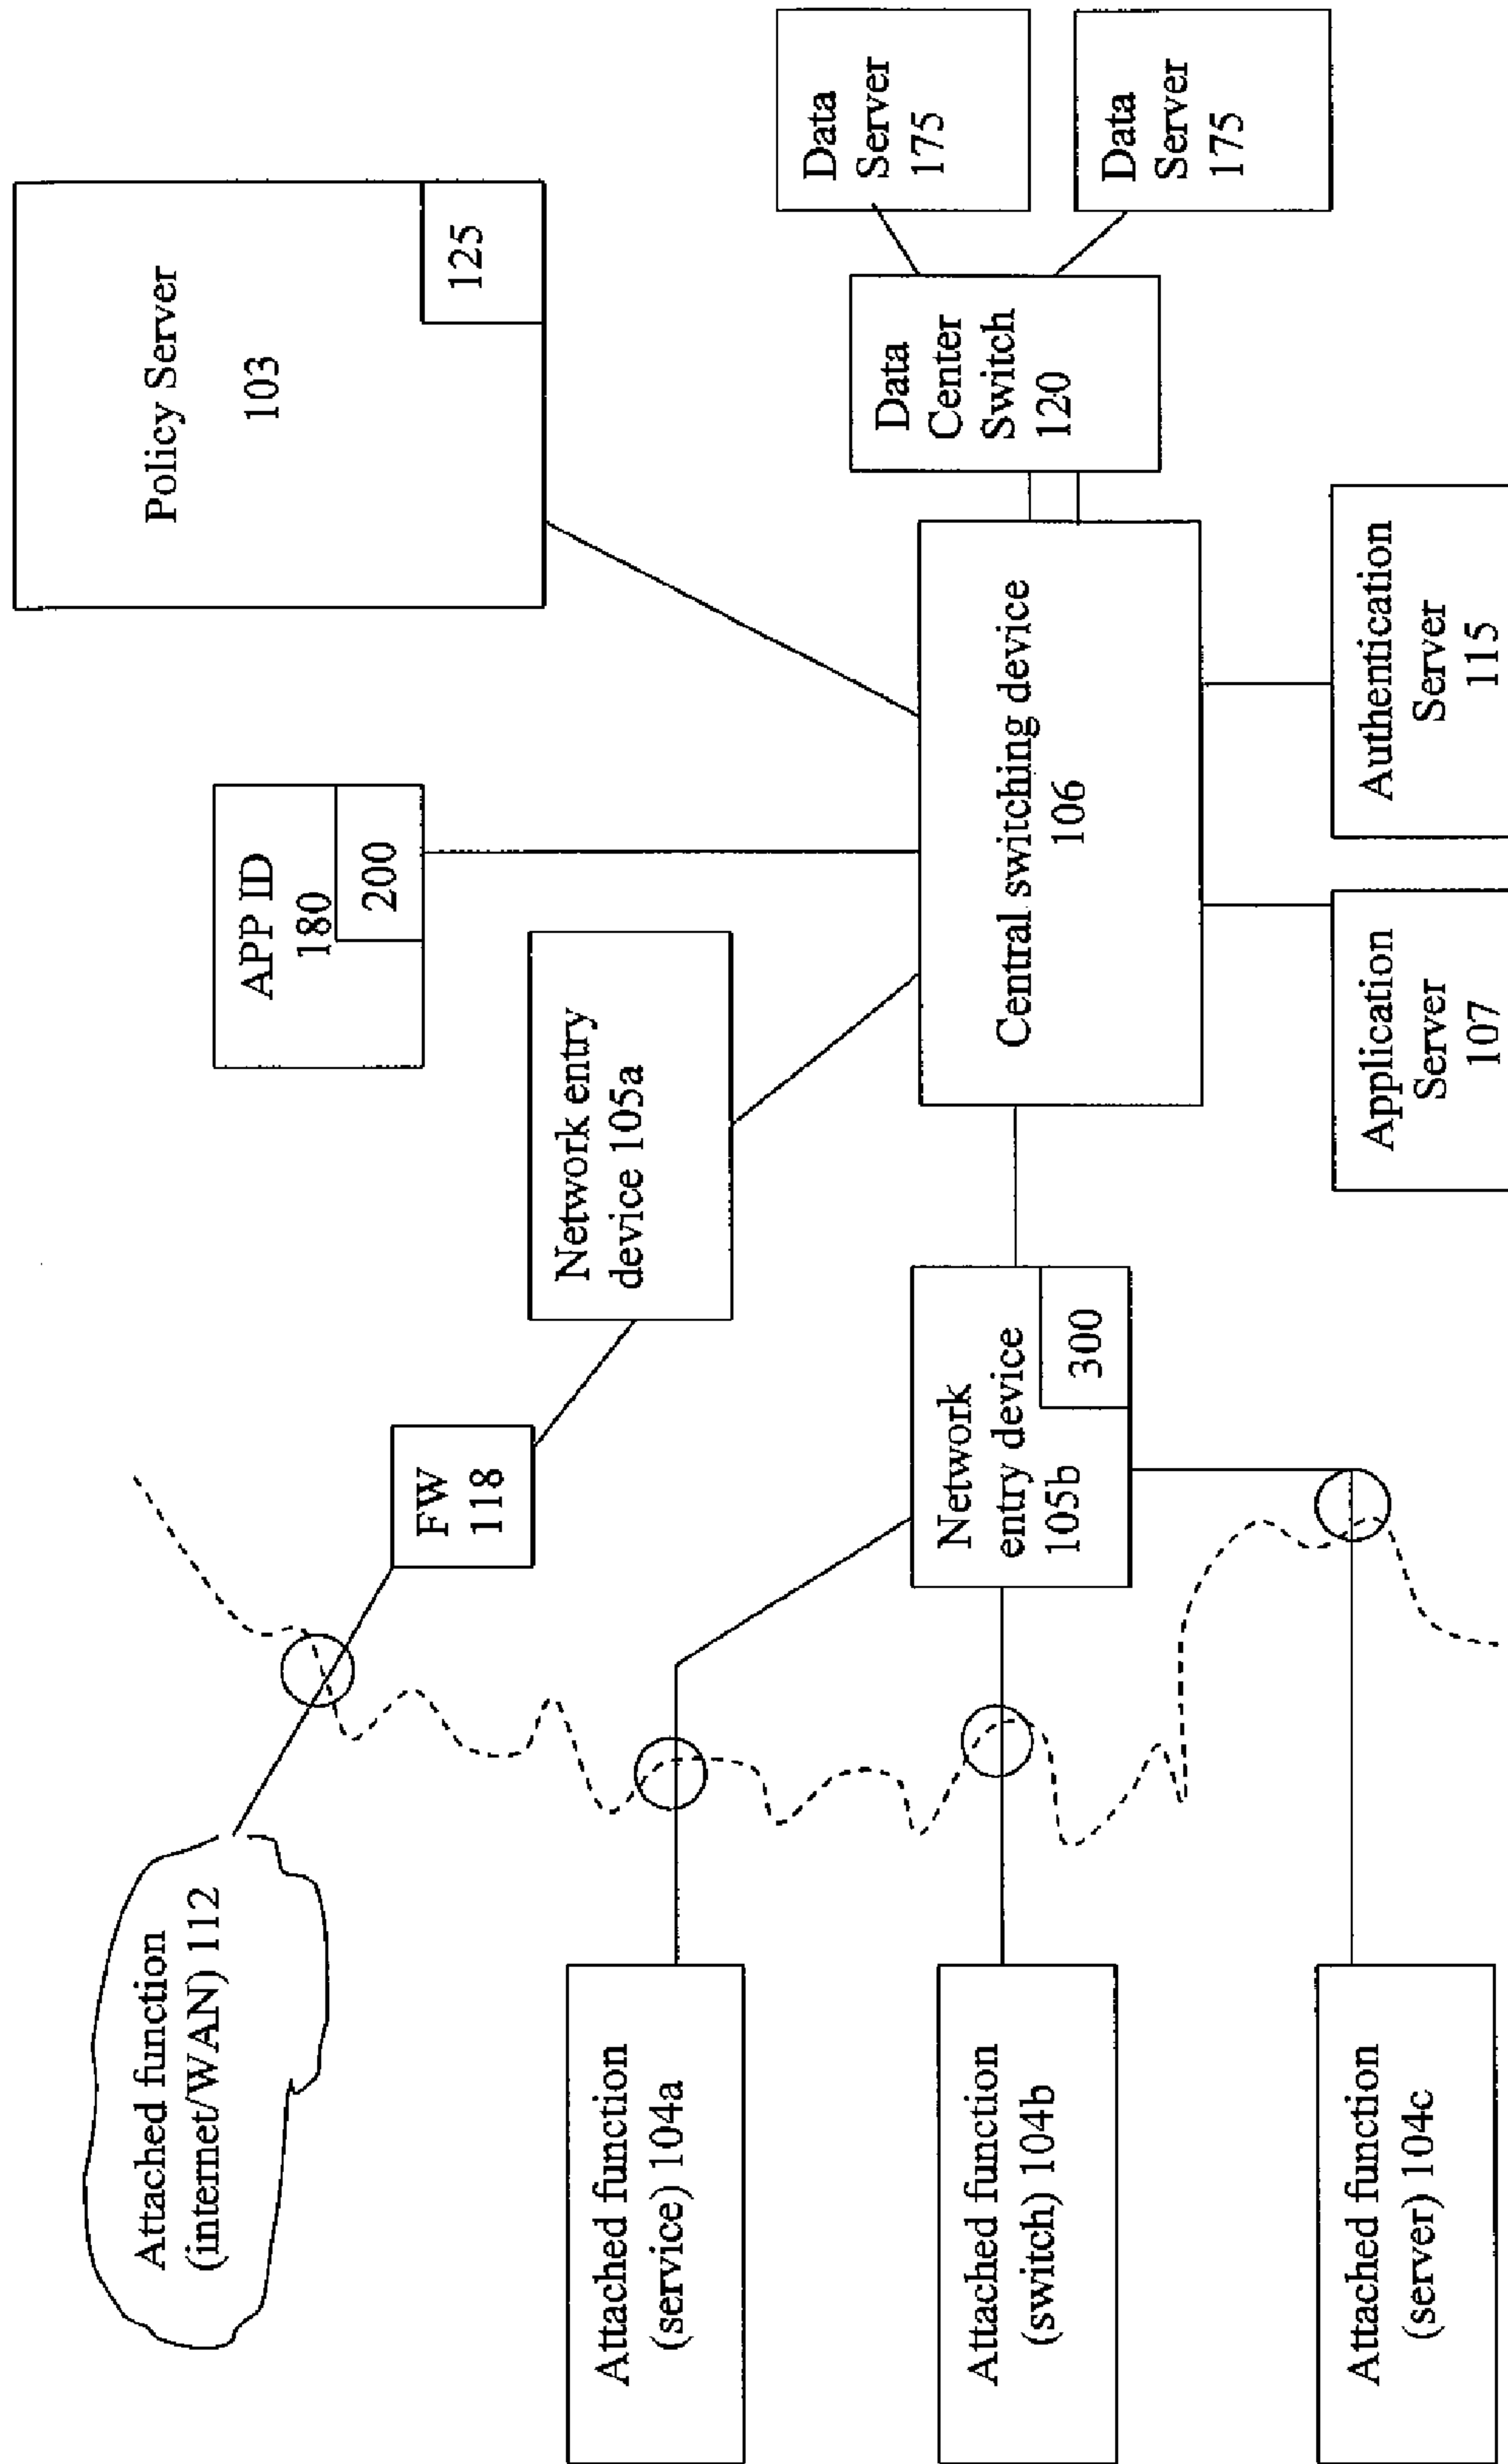 Attached function
(internet/WAN) 112
FW
118
APP ID
180
200
Policy Server
103
125
Network entry
device 105a
Attached function
(service) 104a
Attached function
(switch) 104b
Attached function
(server) 104c
Network
entry device
105b
300
Central switching device
106
Data
Center
Switch
120
Data
Server
175
Data
Server
175
Application
Server
107
Authentication
Server
115